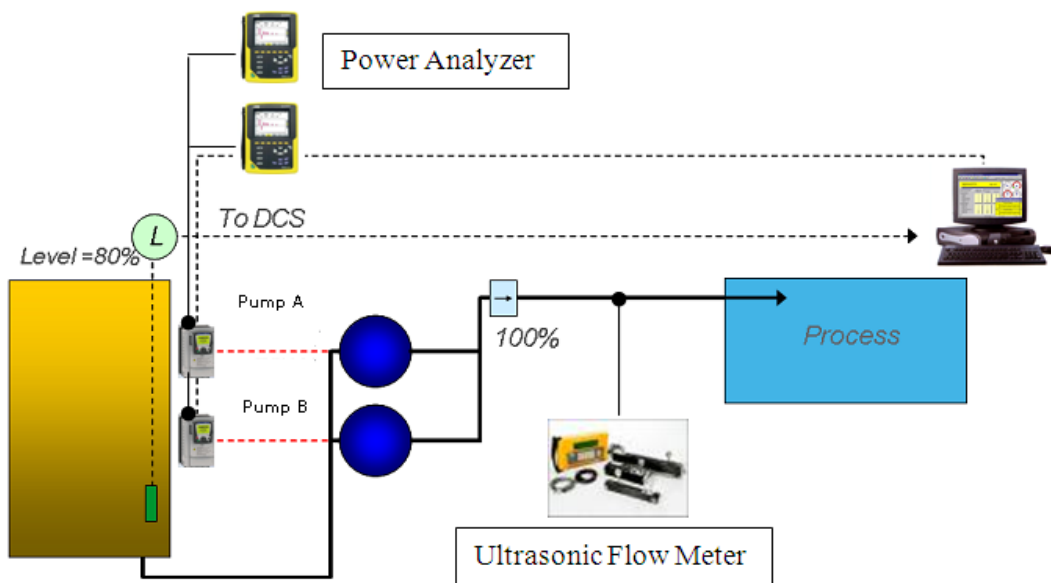 Power Analyzer
To DCS
L
Level =80%
Pump A
100%
Process
Pump B
Ultrasonic Flow Meter